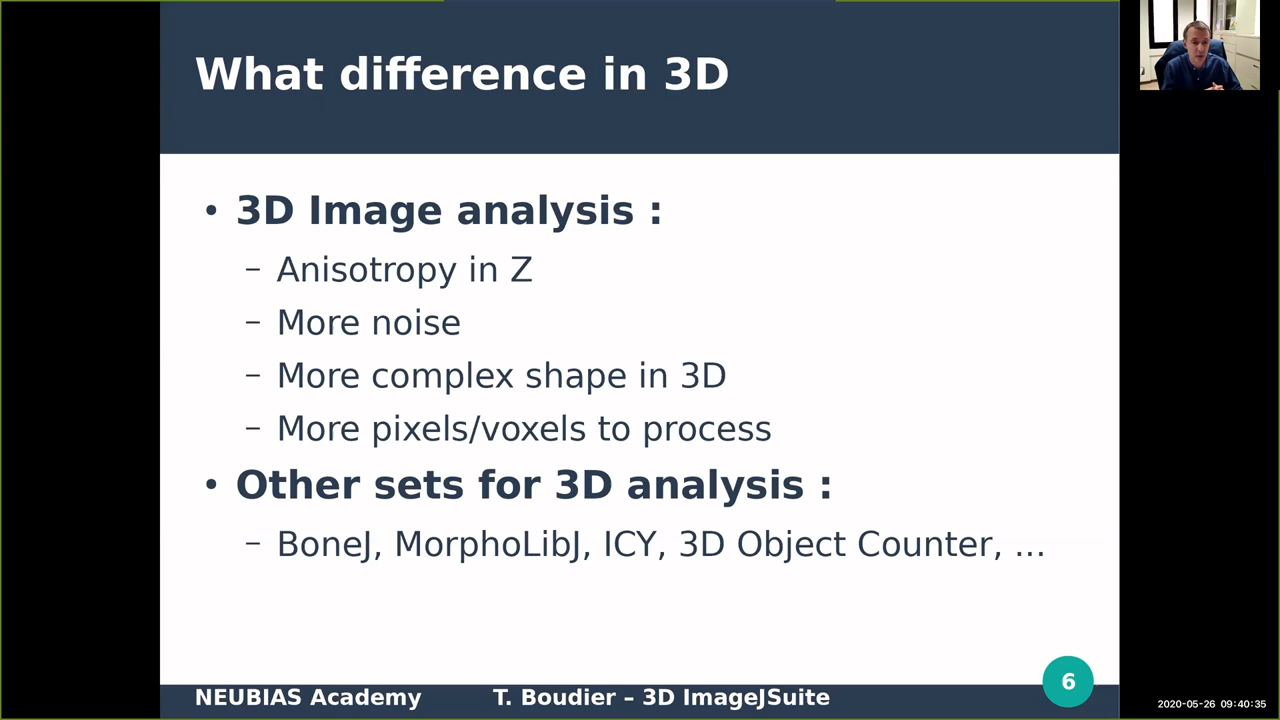 What difference in 3D
• 3D Image analysis :
– Anisotropy in Z
– More noise
– More complex shape in 3D
– More pixels/voxels to process
• Other sets for 3D analysis :
– BoneJ, MorphoLibJ, ICY, 3D Object Counter, ...
NEUBIAS Academy T. Boudier – 3D ImageJSuite
6
2020-05-26 09:40:35